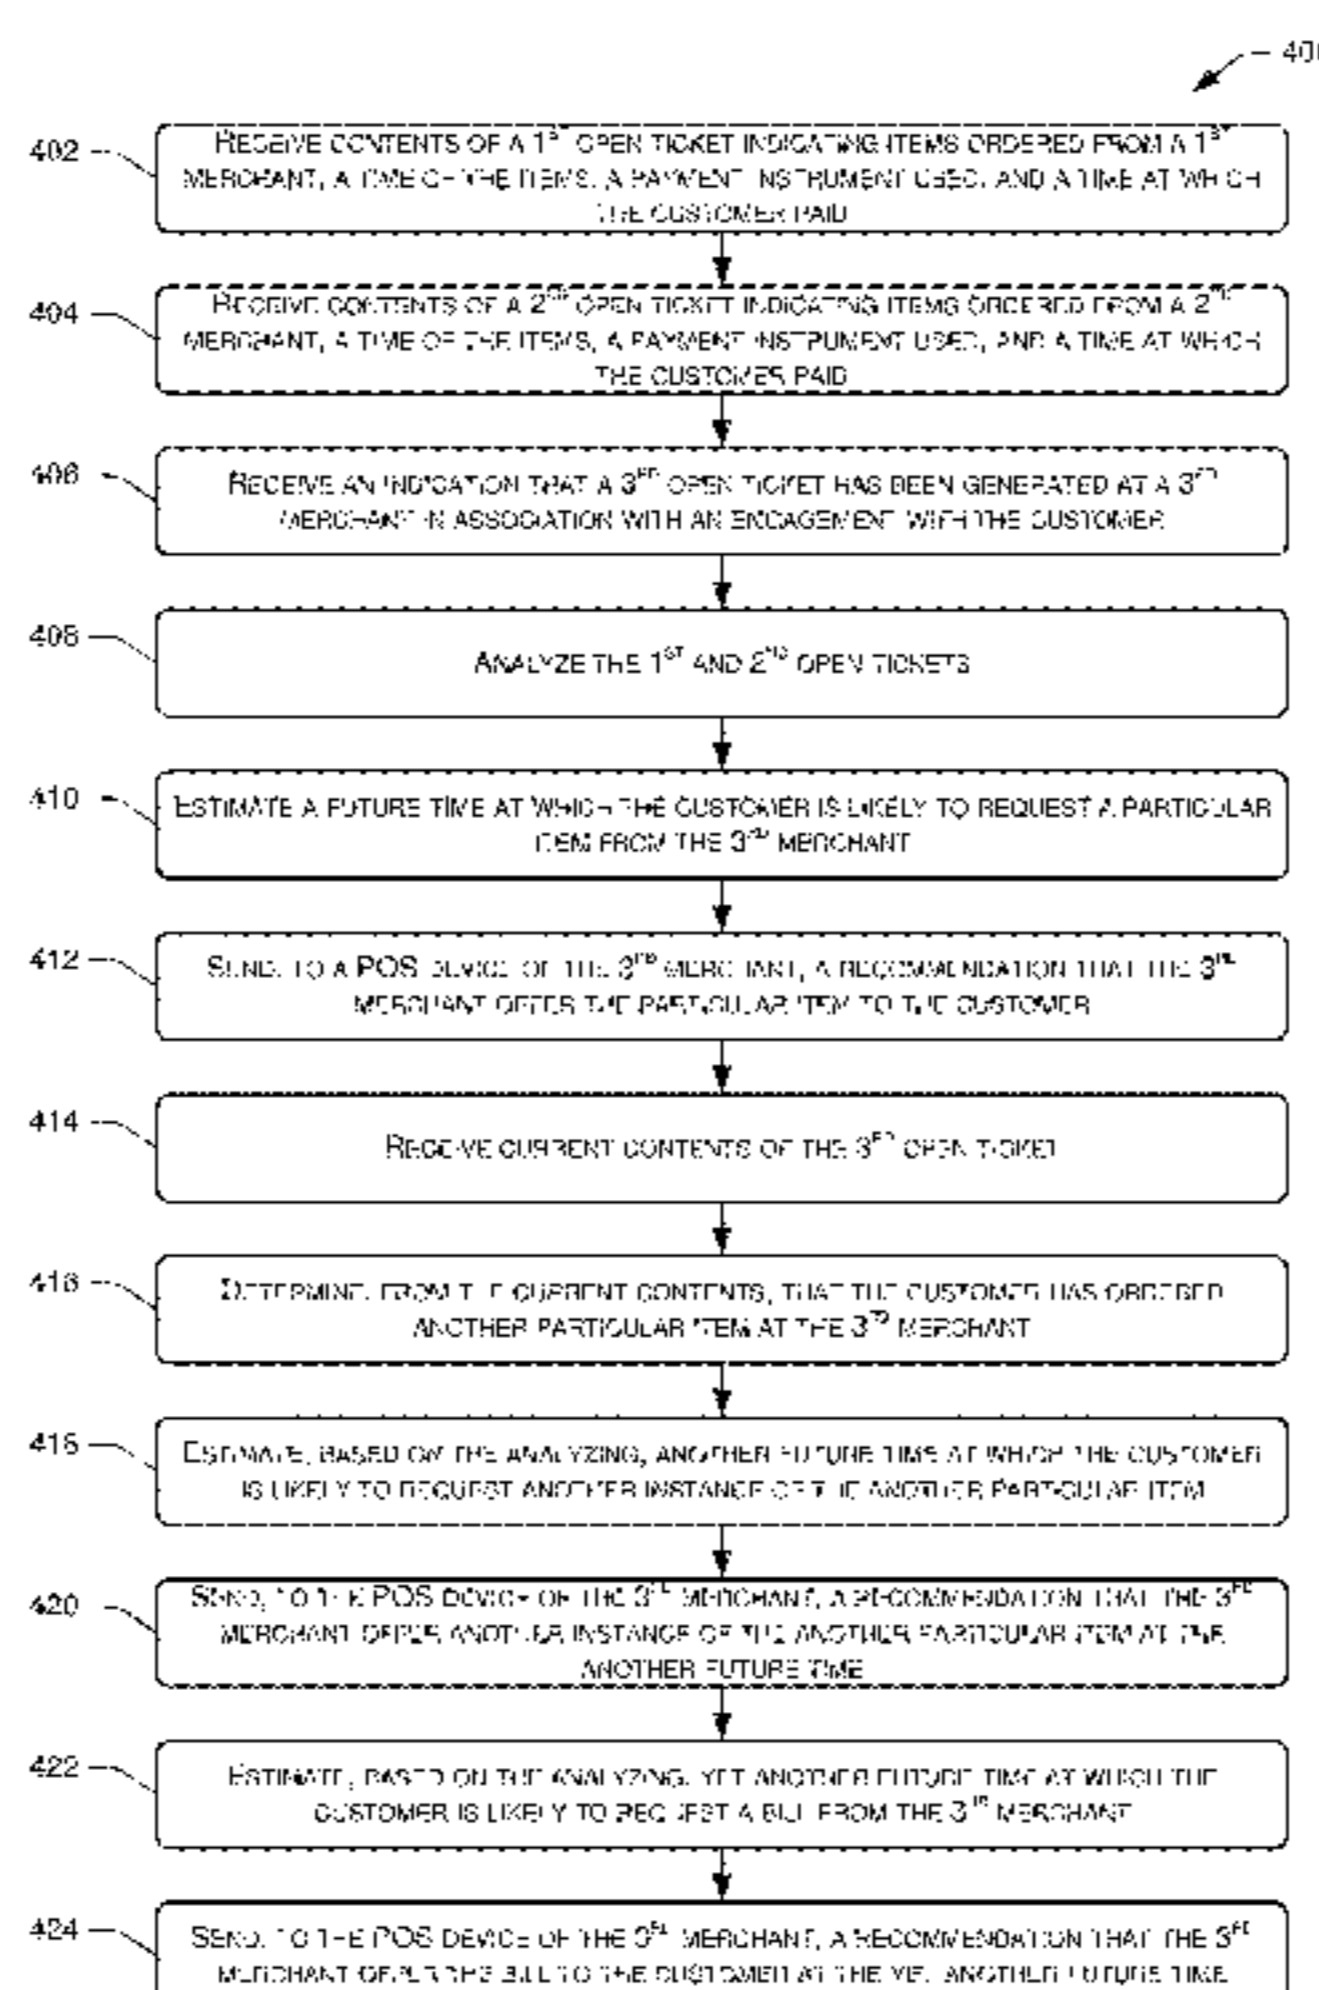 400
402
RECEIVE CONTENTS OF A 1ST OPEN TICKET INDICATING ITEMS ORDERED FROM A 1ST
MERCHANT, A TIME OF THE ITEMS, A PAYMENT INSTRUMENT USED, AND A TIME AT WHICH
THE CUSTOMER PAID
404
RECEIVE CONTENTS OF A 2ND OPEN TICKET INDICATING ITEMS ORDERED FROM A 2ND
MERCHANT, A TIME OF THE ITEMS, A PAYMENT INSTRUMENT USED, AND A TIME AT WHICH
THE CUSTOMER PAID
406
RECEIVE AN INDICATION THAT A 3RD OPEN TICKET HAS BEEN GENERATED AT A 3RD
MERCHANT IN ASSOCIATION WITH AN ENGAGEMENT WITH THE CUSTOMER
408
ANALYZE THE 1ST AND 2ND OPEN TICKETS
410
ESTIMATE A FUTURE TIME AT WHICH THE CUSTOMER IS LIKELY TO REQUEST A PARTICULAR
ITEM FROM THE 3RD MERCHANT
412
SEND, TO A POS DEVICE OF THE 3RD MERCHANT, A RECOMMENDATION THAT THE 3RD
MERCHANT OFFER THE PARTICULAR ITEM TO THE CUSTOMER
414
RECEIVE CURRENT CONTENTS OF THE 3RD OPEN TICKET
416
DETERMINE, FROM THE CURRENT CONTENTS, THAT THE CUSTOMER HAS ORDERED
ANOTHER PARTICULAR ITEM AT THE 3RD MERCHANT
418
ESTIMATE, BASED ON THE ANALYZING, ANOTHER FUTURE TIME AT WHICH THE CUSTOMER
IS LIKELY TO REQUEST ANOTHER INSTANCE OF THE ANOTHER PARTICULAR ITEM
420
SEND, TO THE POS DEVICE OF THE 3RD MERCHANT, A RECOMMENDATION THAT THE 3RD
MERCHANT OFFER ANOTHER INSTANCE OF THE ANOTHER PARTICULAR ITEM AT THE
ANOTHER FUTURE TIME
422
ESTIMATE, BASED ON THE ANALYZING, YET ANOTHER FUTURE TIME AT WHICH THE
CUSTOMER IS LIKELY TO REQUEST A BILL FROM THE 3RD MERCHANT
424
SEND, TO THE POS DEVICE OF THE 3RD MERCHANT, A RECOMMENDATION THAT THE 3RD
MERCHANT OFFER THE BILL TO THE CUSTOMER AT THE YET ANOTHER FUTURE TIME